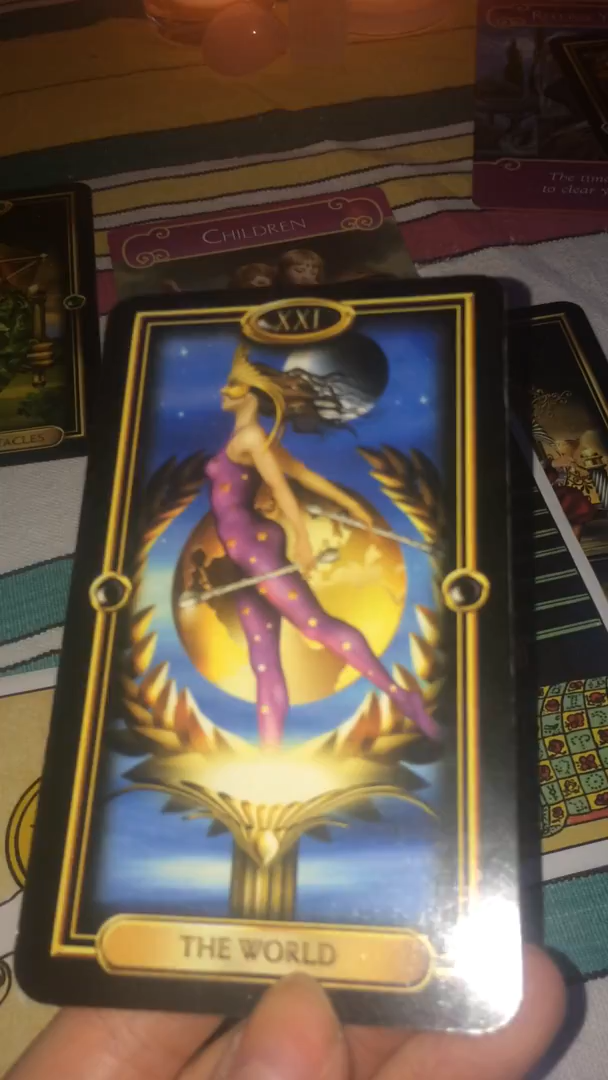 The time
to clear
CHILDREN
XXI
TACLES
THE WORLD